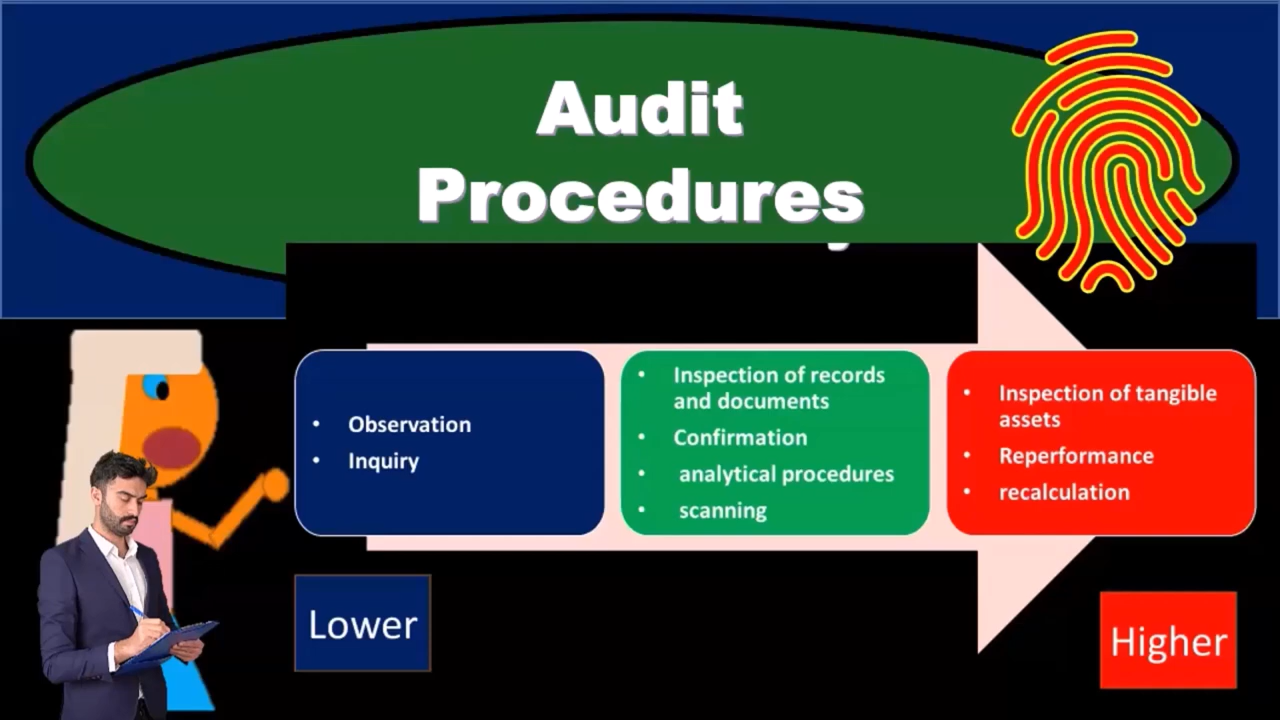 Audit
Procedures
• Observation
• Inquiry
• Inspection of records
and documents
• Confirmation
• analytical procedures
• scanning
• Inspection of tangible
assets
• Reperformance
• recalculation
Lower
Higher